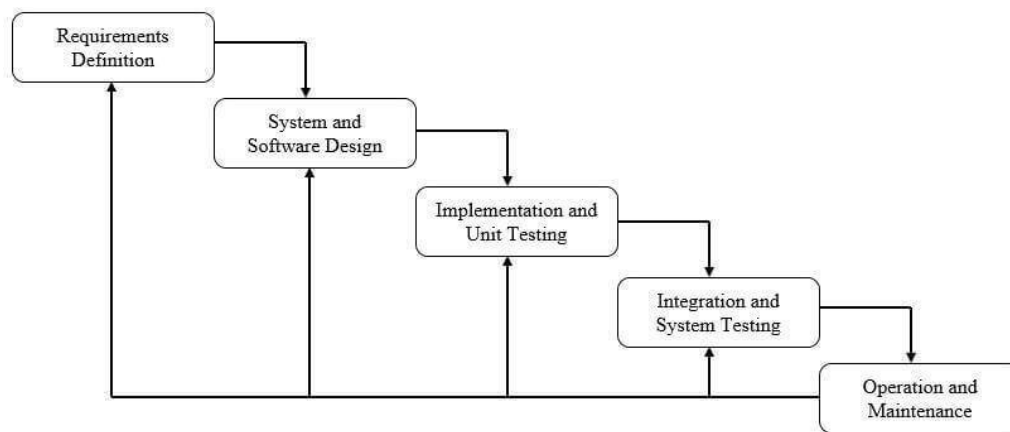 Requirements
Definition
System and
Software Design
Implementation and
Unit Testing
Integration and
System Testing
Operation and
Maintenance